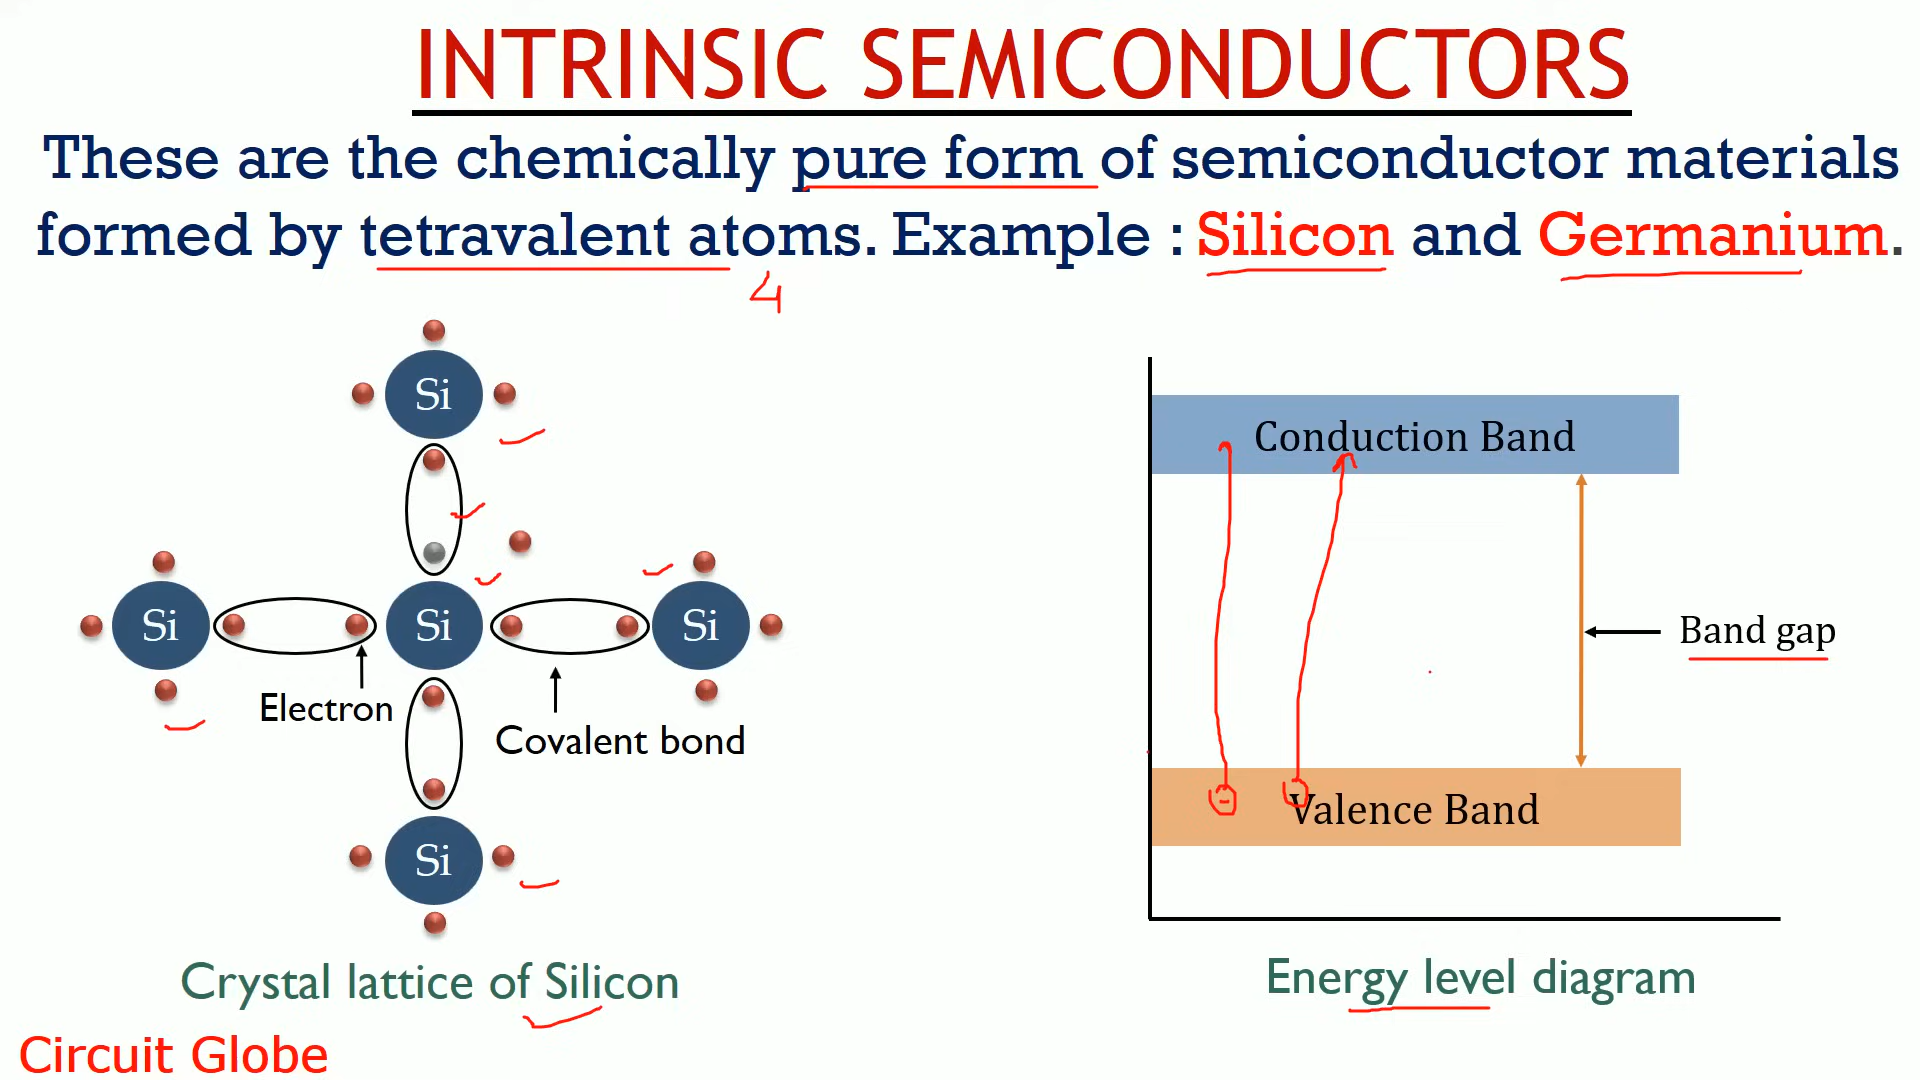 INTRINSIC SEMICONDUCTORS
These are the chemically pure form of semiconductor materials
formed by tetravalent atoms. Example : Silicon and Germanium.
4
Si
Si
Si
Si
Electron
Covalent bond
Si
Crystal lattice of Silicon
Conduction Band
Band gap
Valence Band
Energy level diagram
Circuit Globe